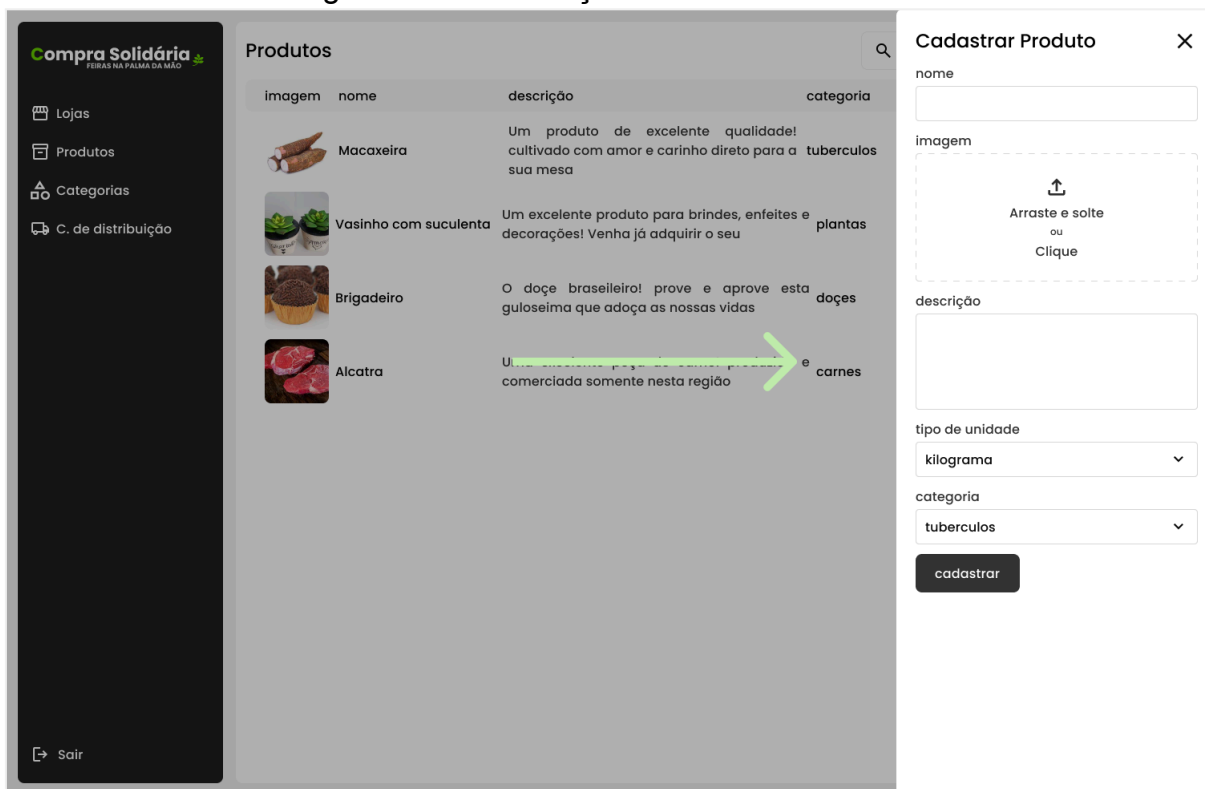 Compra Solidária
FEIRAS NA PALMA DA MÃO
Lojas
Produtos
Categorias
C. de distribuição
Sair
Produtos
imagem nome descrição categoria
Macaxeira
Um produto de excelente qualidade!
cultivado com amor e carinho direto para a
sua mesa
tuberculos
Vasinho com suculenta
Um excelente produto para brindes, enfeites e
decorações! Venha já adquirir o seu
plantas
Brigadeiro
O doçe braseileiro! prove e aprove esta
guloseima que adoça as nossas vidas
doçes
Alcatra
e
comerciada somente nesta região
carnes
Cadastrar Produto
nome
imagem
Arraste e solte
ou
Clique
descrição
tipo de unidade
kilograma
categoria
tuberculos
cadastrar